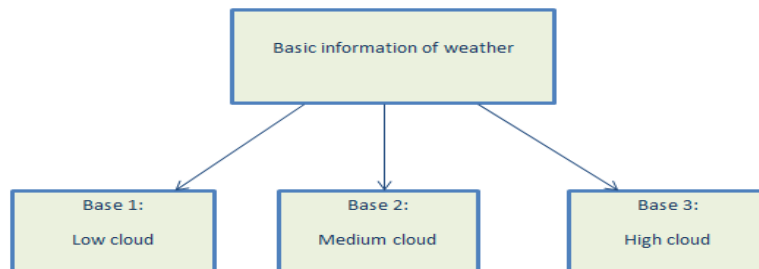 Basic information of weather
Base 1:
Low cloud
Base 2:
Medium cloud
Base 3:
High cloud